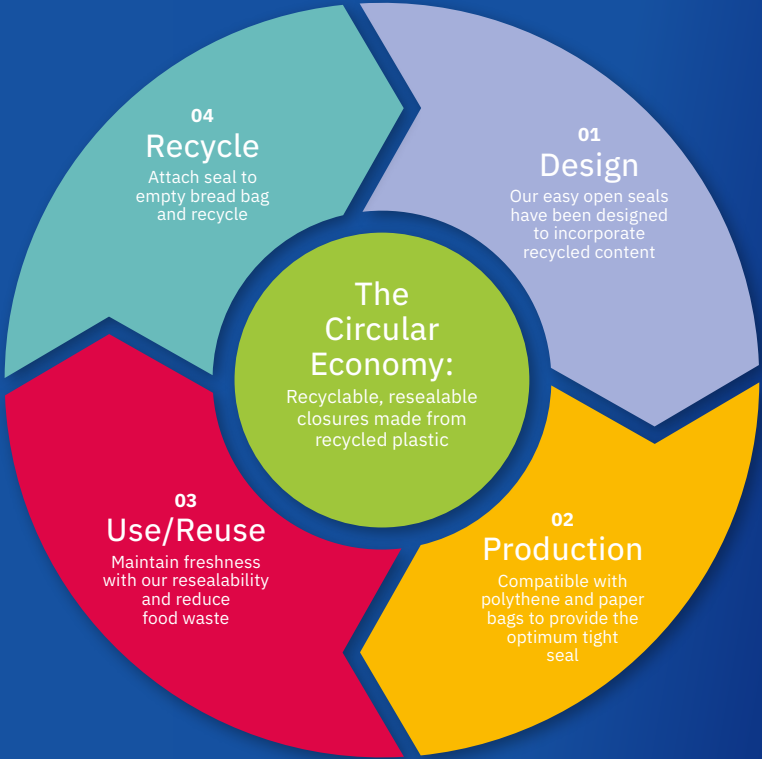 The
Circular
Economy:
Recyclable, resealable
closures made from
recycled plastic
01
Design
Our easy open seals
have been designed
to incorporate
recycled content
02
Production
Compatible with
polythene and paper
bags to provide the
optimum tight
seal
03
Use/Reuse
Maintain freshness
with our resealability
and reduce
food waste
04
Recycle
Attach seal to
empty bread bag
and recycle